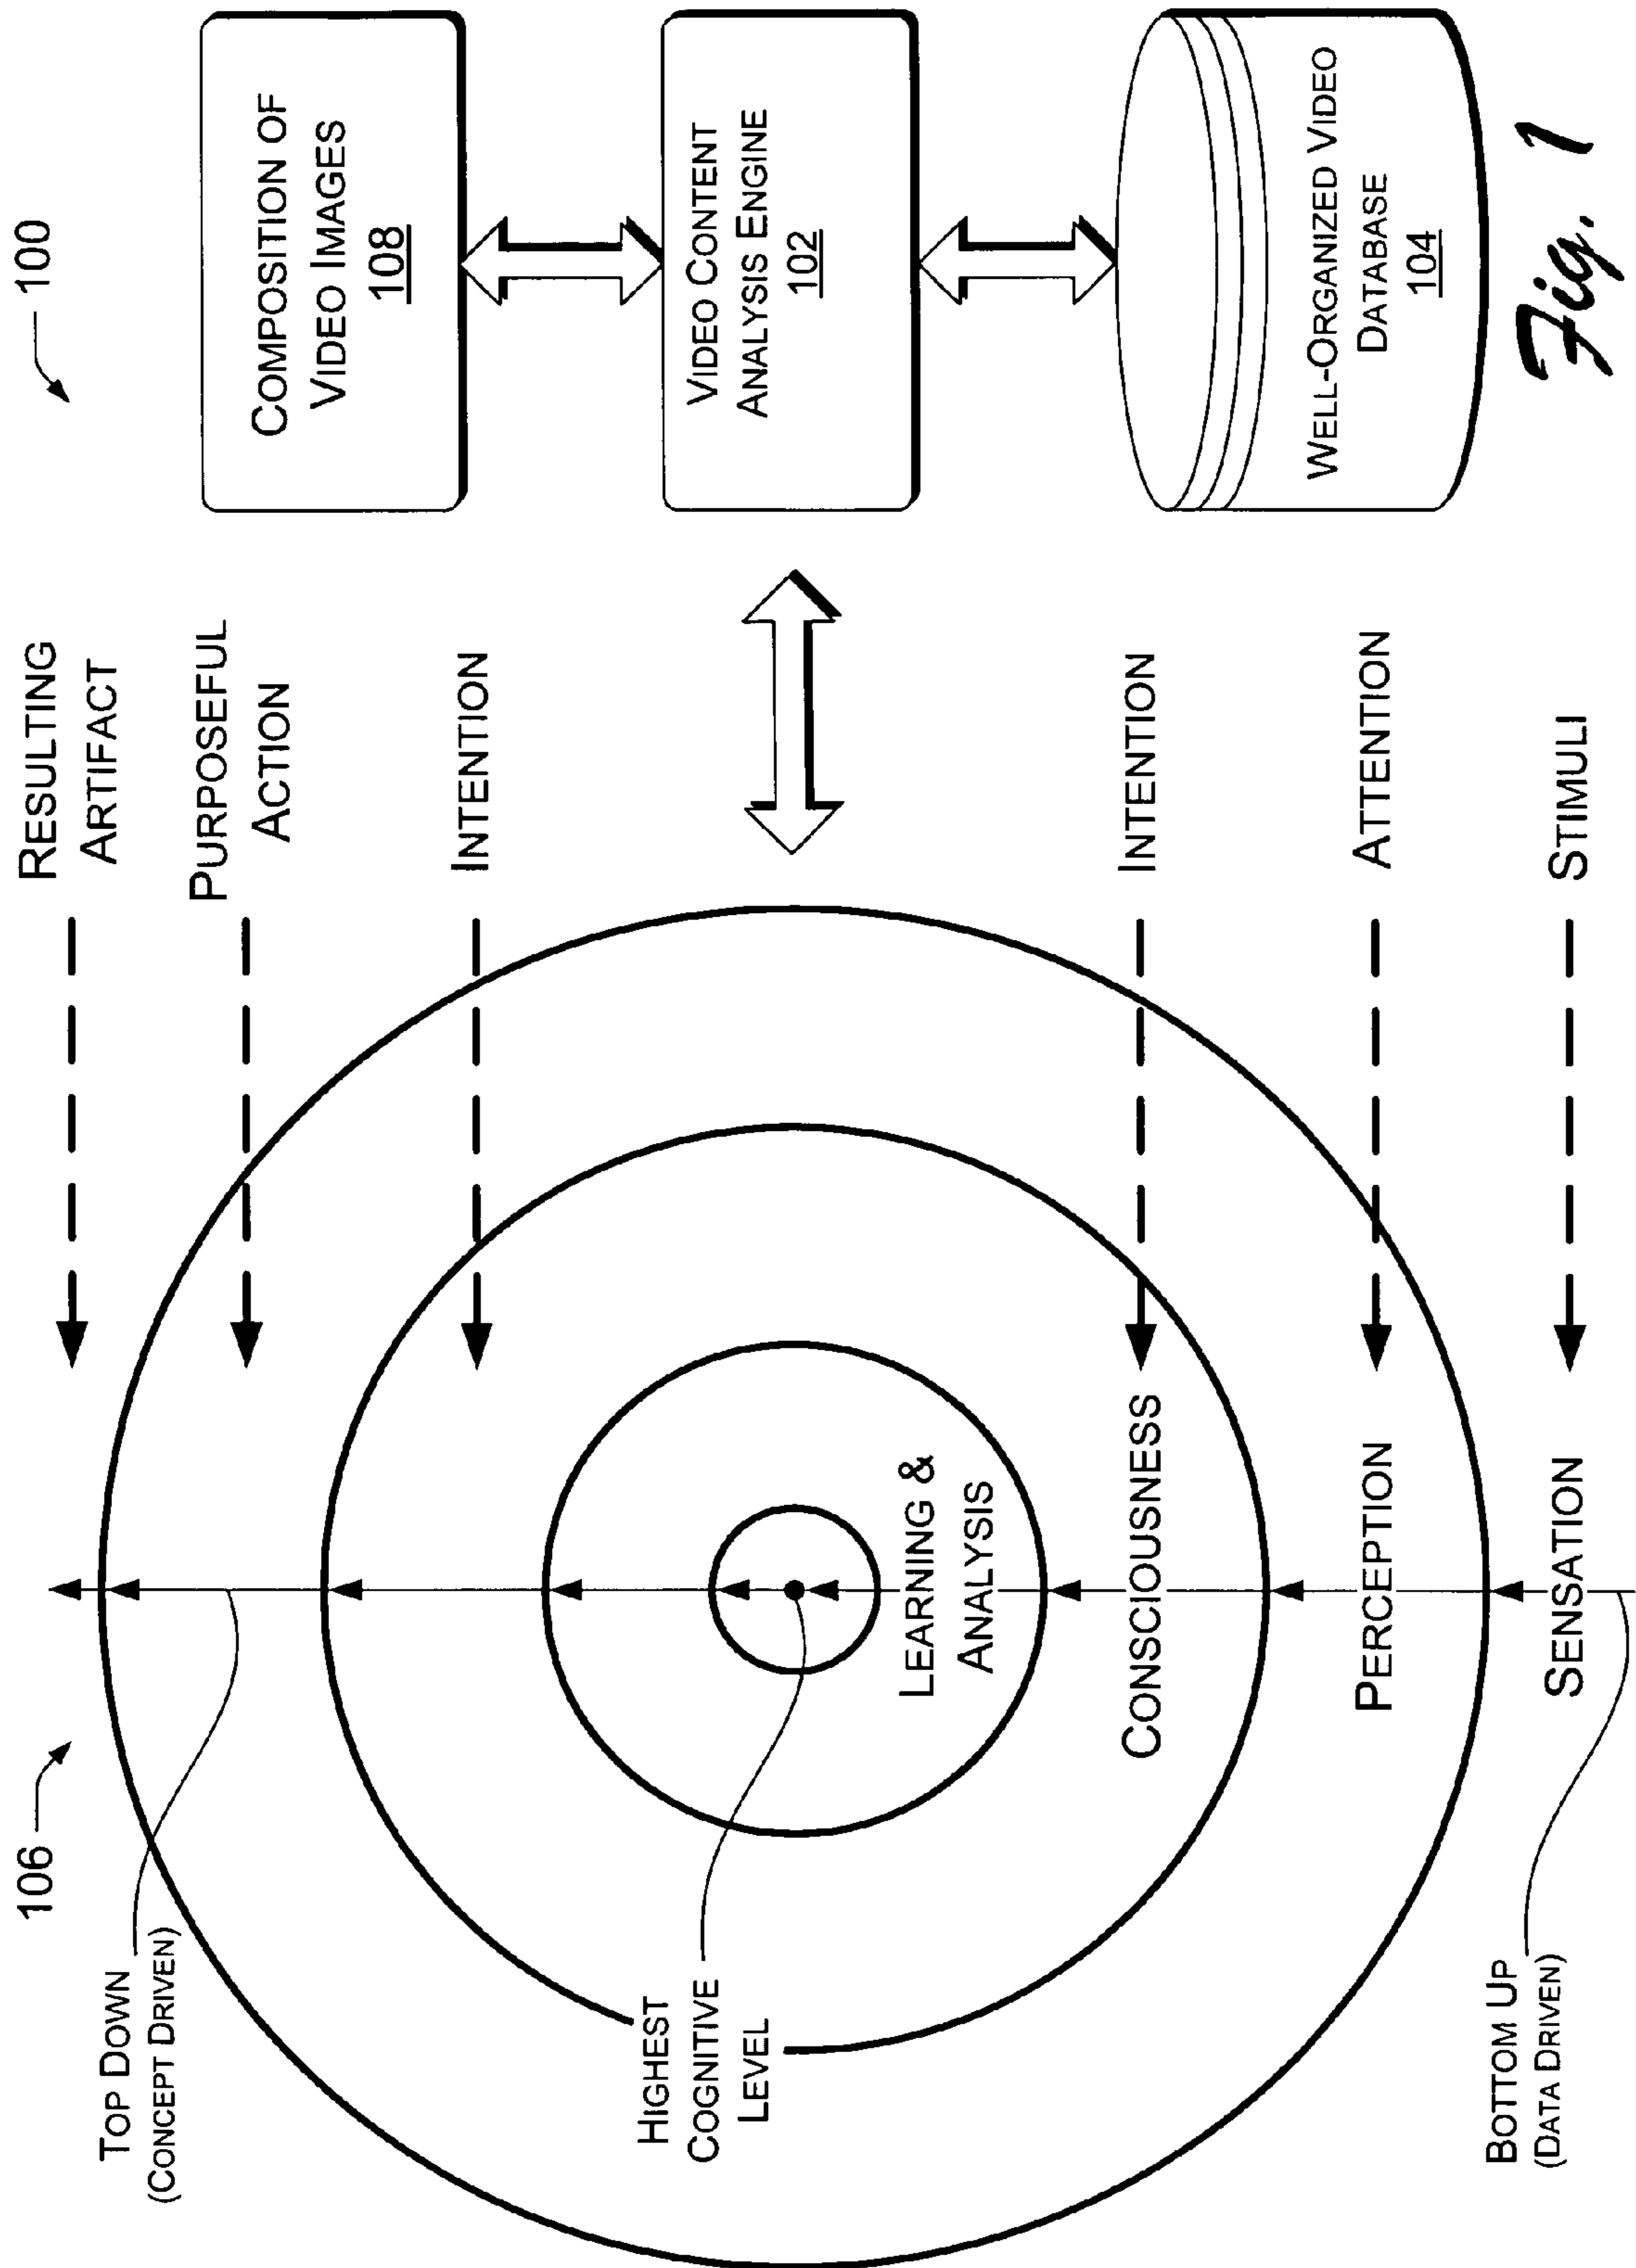 106
100
TOP DOWN
(CONCEPT DRIVEN)
HIGHEST
COGNITIVE
LEVEL
BOTTOM UP
(DATA DRIVEN)
LEARNING &
ANALYSIS
CONSCIOUSNESS
PERCEPTION
SENSATION
RESULTING
ARTIFACT
PURPOSEFUL
ACTION
INTENTION
INTENTION
ATTENTION
STIMULI
COMPOSITION OF
VIDEO IMAGES
108
VIDEO CONTENT
ANALYSIS ENGINE
102
WELL-ORGANIZED VIDEO
DATABASE
104
Fig. 1